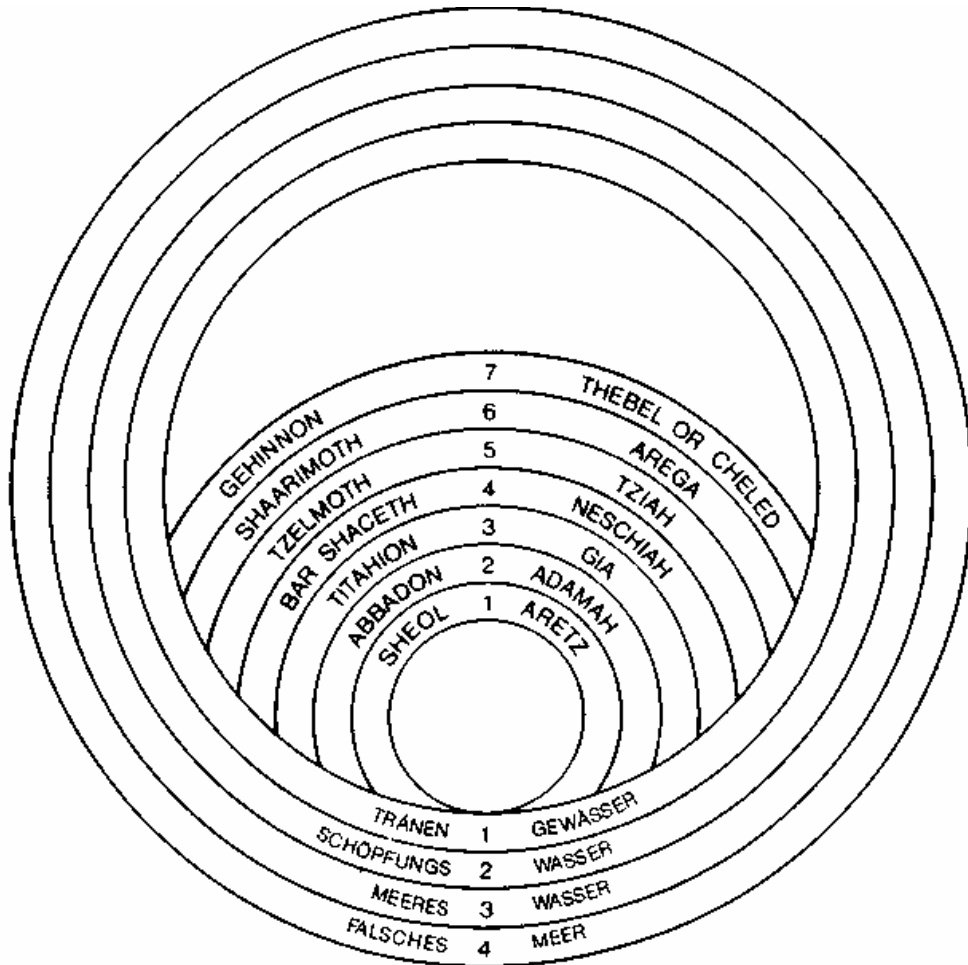 GEHINNON 7 THEBEL OR CHELED
SHAARIMOTH 6 AREGA
TZELMOTH 5 TZIAH
BAR SHACETH 4 NESCHIAH
TITAHION 3 GIA
ABBADON 2 ADAMAH
SHEOL 1 ARETZ
TRÄNEN 1 GEWÄSSER
SCHÖPFUNGS 2 WASSER
MEERES 3 WASSER
FALSCHES 4 MEER